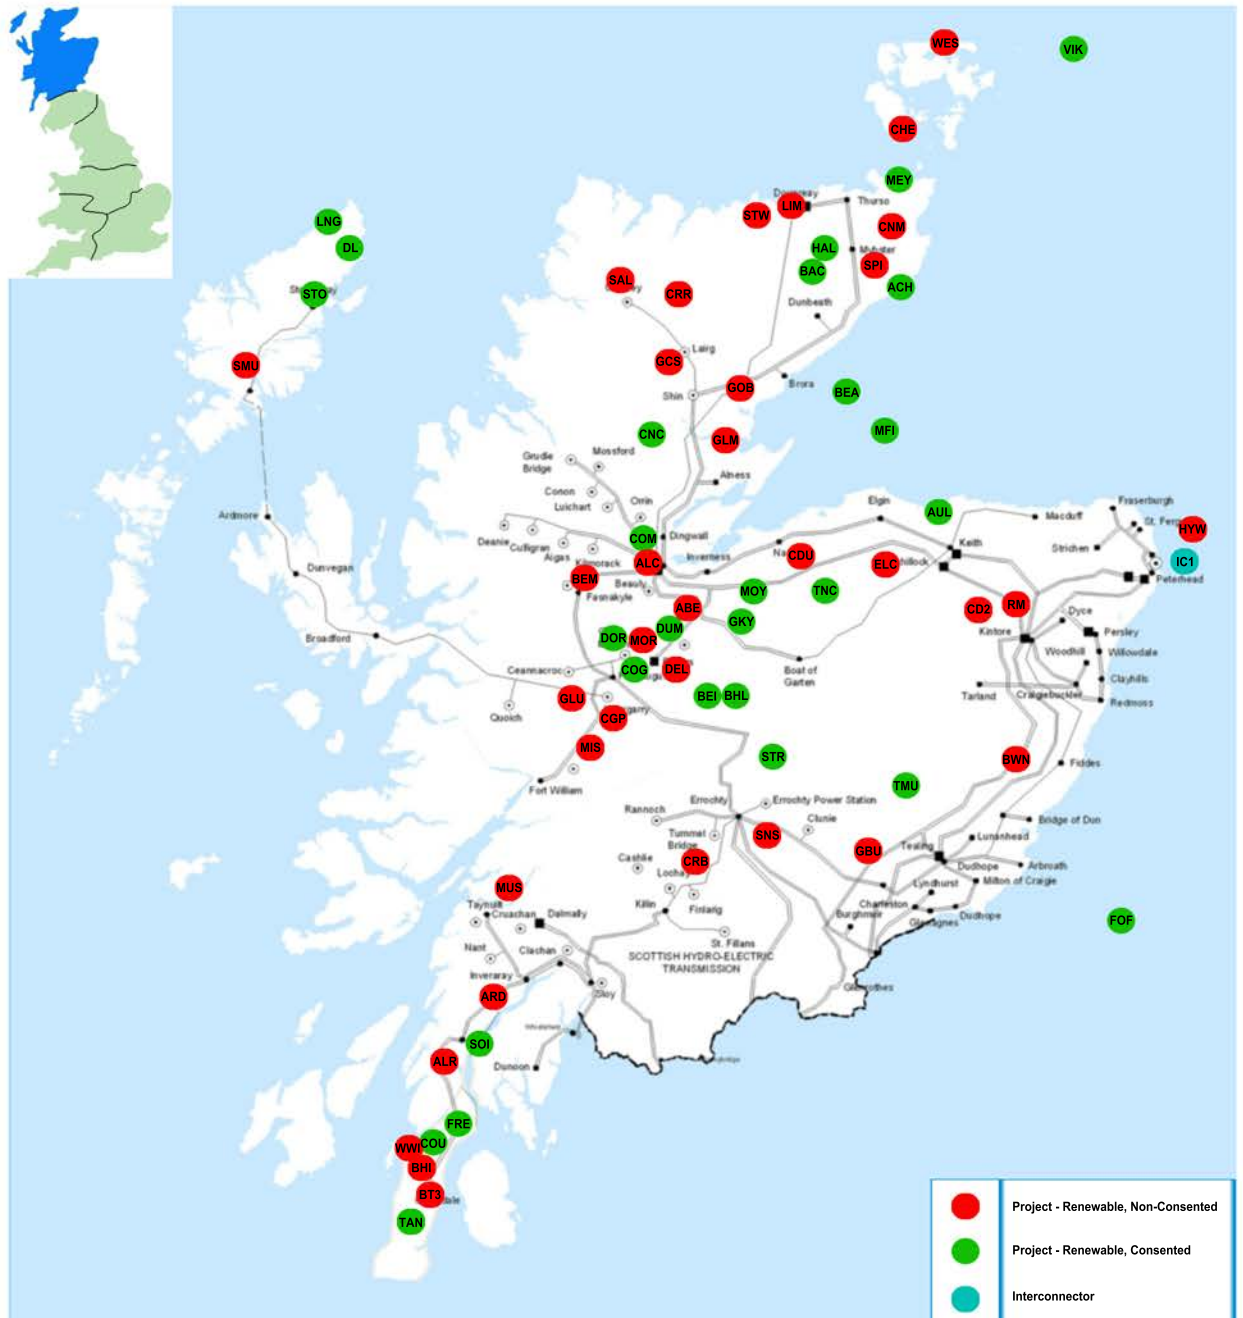 WES
VIK
CHE
MEY
Thurso
STW
LIM
CNM
LNG
DL
HAL
Mybster
SPI
BAC
STO
SAL
CRR
ACH
Dunbeath
SMU
GCS
Lairg
GOB
Brora
Shin
BEA
CNC
GLM
MFI
Grudie
Bridge
Mossford
Alness
Conon
Luichart
Orrin
Elgin
AUL
Macduff
Fraserburgh
HYW
Ardmore
Deanie
Culligran
Aigas
Kilmorack
COM
Dingwall
Inverness
CDU
ELC
Keith
Strichen
IC1
Peterhead
Dunvegan
BEM
ALC
Beauly
Fasnakyle
MOY
TNC
ABE
GKY
CD2
RM
Dyce
Kintore
Persley
Broadford
DOR
MOR
DUM
Woodhill
Willowdale
Ceannacroc
COG
DEL
Boat of
Garten
Tarland
Craigiebuckler
Clayhills
Redmoss
GLU
Quoich
CGP
BEI
BHL
MIS
STR
BWN
Fiddes
Fort William
TMU
Rannoch
Errochty
Errochty Power Station
Clunie
Tummel
Bridge
SNS
GBU
Tealing
Bridge of Don
Lunanhead
Cashlie
CRB
Lochay
Dudhope
Arbroath
MUS
Killin
Finlarig
Lyndhurst
Milton of Craigie
Charleston
Dudhope
Glenagnes
Burghmuir
FOF
Taynuilt
Cruachan
Dalmally
Nant
Clachan
St. Fillans
SCOTTISH HYDRO-ELECTRIC
TRANSMISSION
Inveraray
Sloy
Glenrothes
ARD
SOI
ALR
Dunoon
FRE
WWI
COU
BHI
BT3
TAN
Project - Renewable, Non-Consented
Project - Renewable, Consented
Interconnector